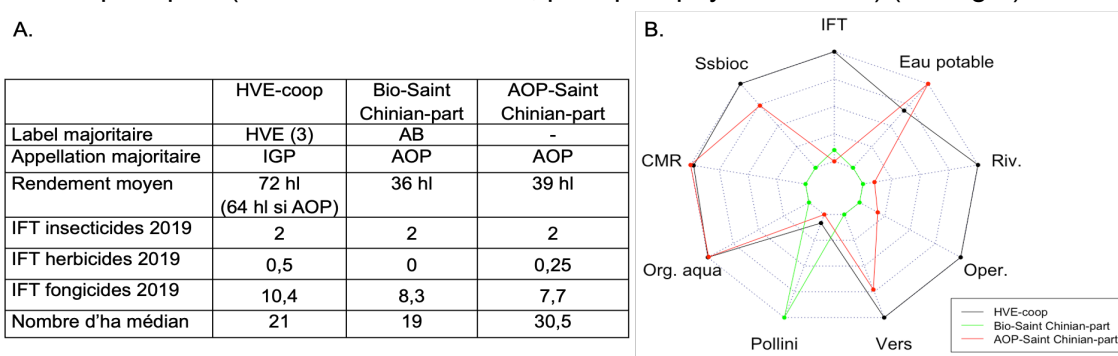 A.
HVE-coop Bio-Saint Chinian-part AOP-Saint Chinian-part
Label majoritaire HVE (3) AB -
Appellation majoritaire IGP AOP AOP
Rendement moyen 72 hl (64 hl si AOP) 36 hl 39 hl
IFT insecticides 2019 2 2 2
IFT herbicides 2019 0,5 0 0,25
IFT fongicides 2019 10,4 8,3 7,7
Nombre d’ha médian 21 19 30,5
B.
IFT
Eau potable
Riv.
Oper.
Vers
Pollini
Org. aqua
CMR
Ssbioc
HVE-coop
Bio-Saint Chinian-part
AOP-Saint Chinian-part